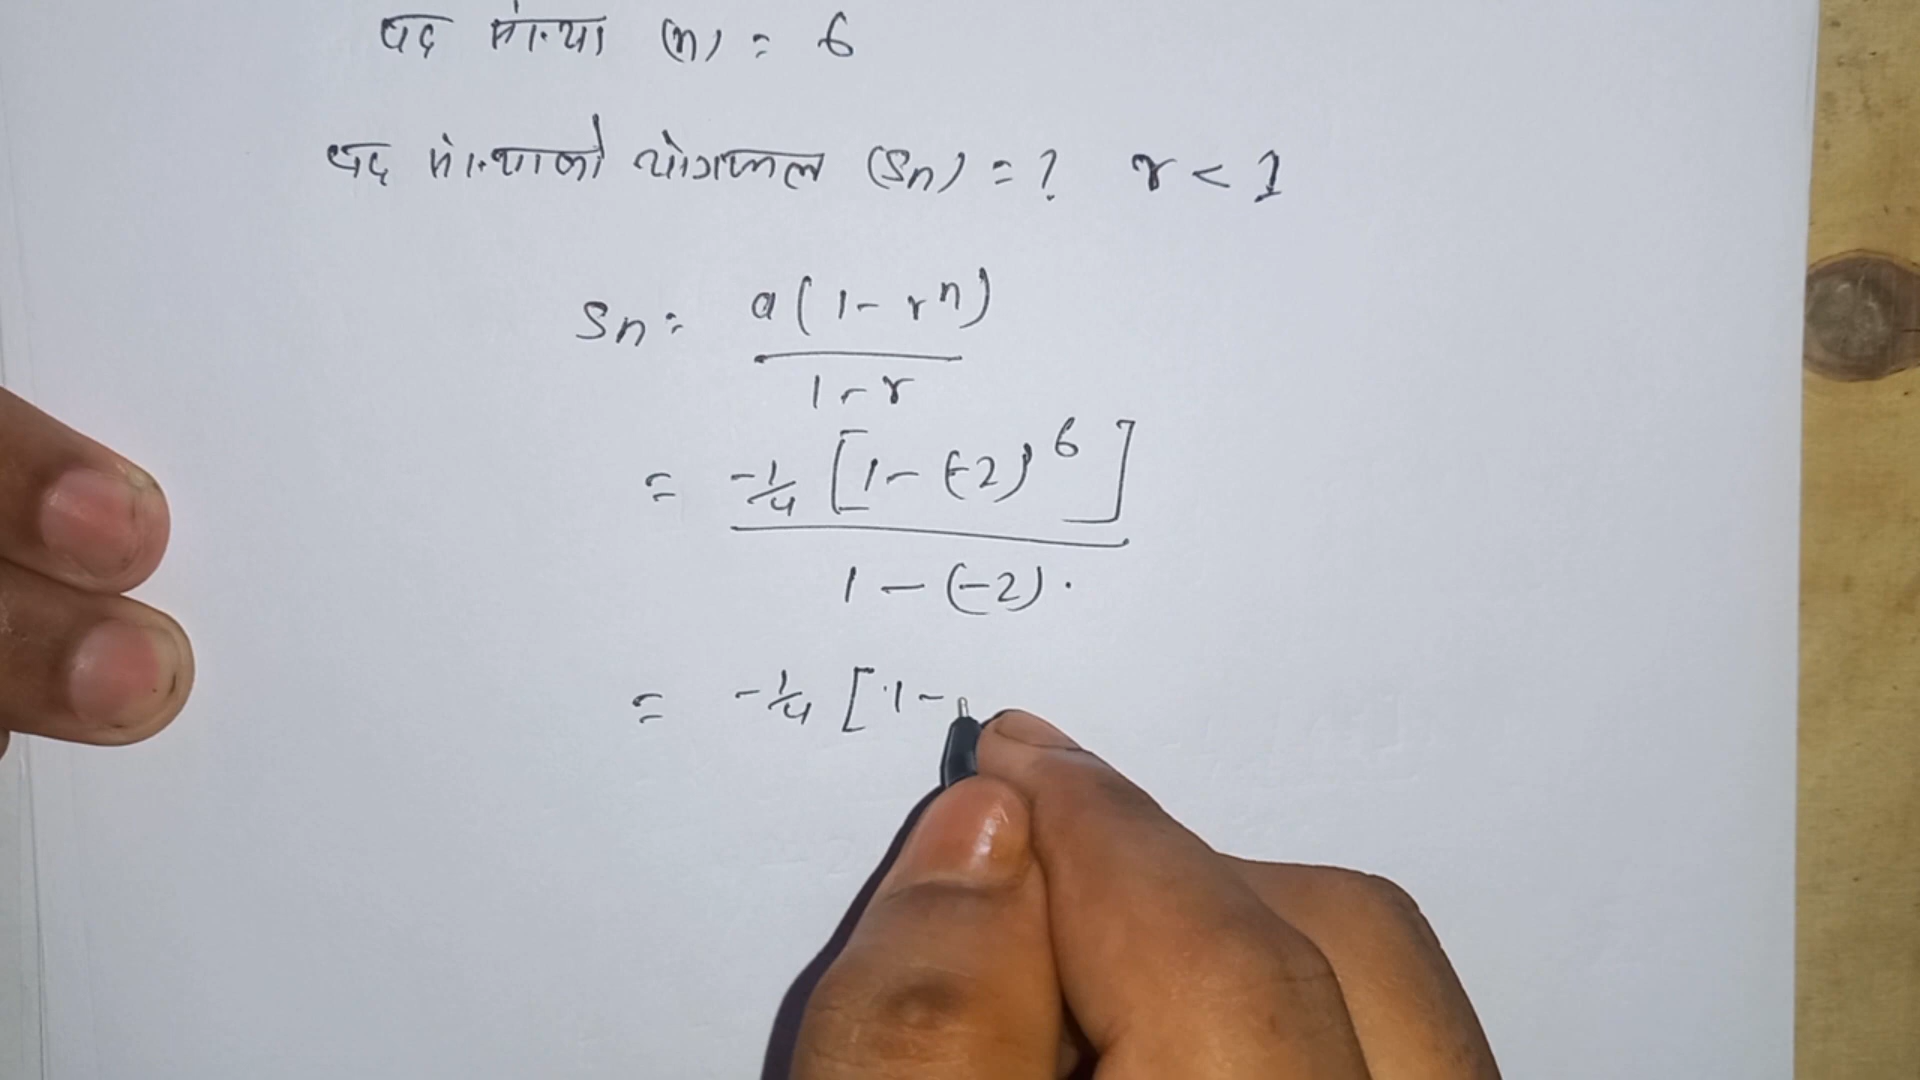 पद संख्या (n) = 6
पद संख्याको योगफल (Sn) = ? r < 1
Sn = a(1 - r^n) / 1 - r
= -1/4 [1 - (-2)^6] / 1 - (-2).
= -1/4 [1 -